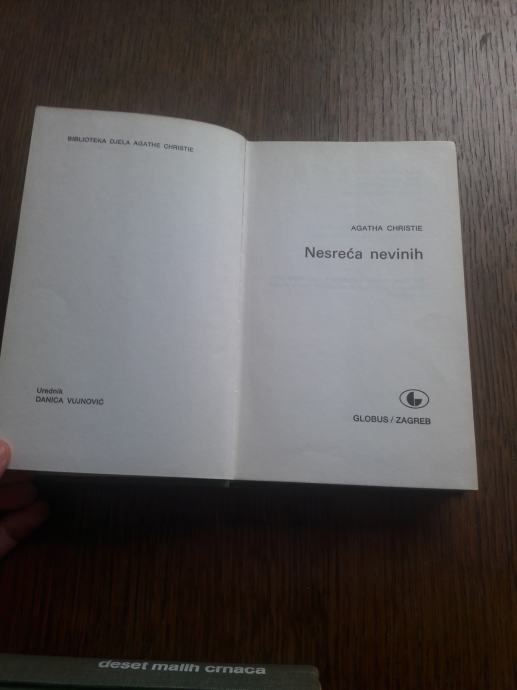 BIBLIOTEKA DJELA AGATHE CHRISTIE
Urednik
DANICA VUJNOVIĆ
AGATHA CHRISTIE
Nesreća nevinih
GLOBUS / ZAGREB
deset malih crnaca